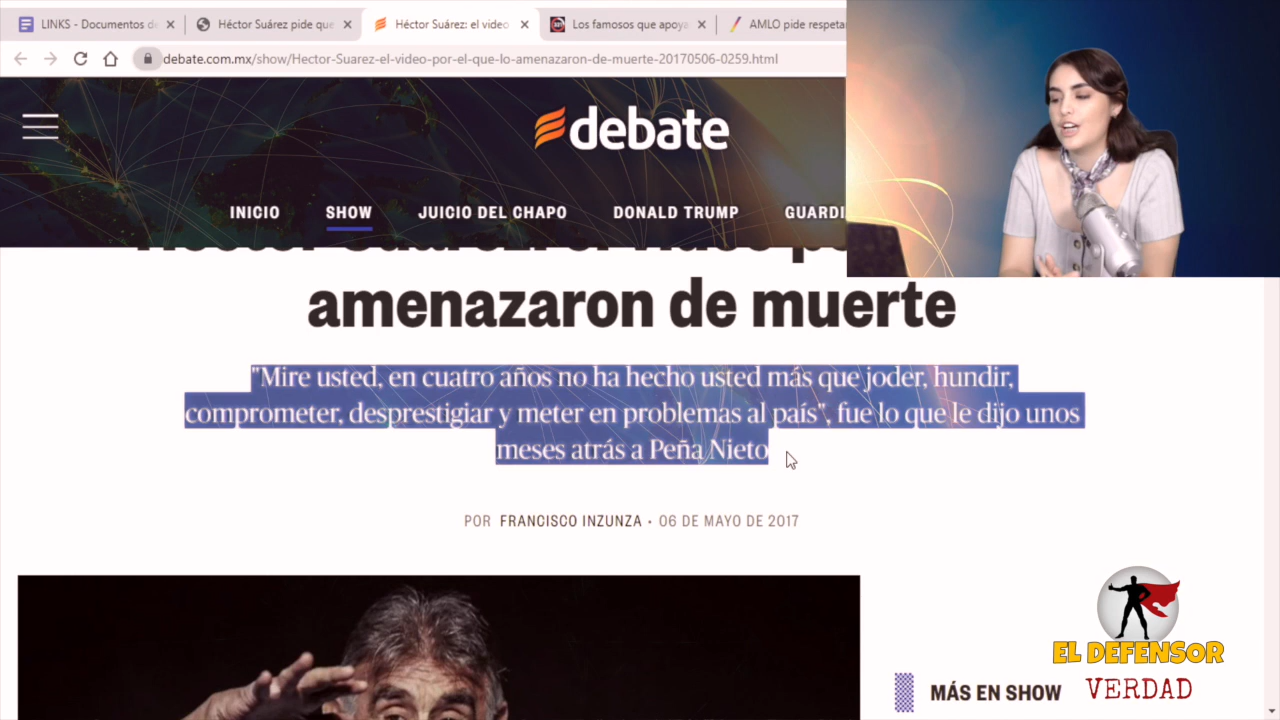 LINKS - Documentos d
Héctor Suárez pide que
Héctor Suárez: el video
Los famosos que apoya
AMLO pide respeta
debate.com.mx/show/Hector-Suarez-el-video-por-el-que-lo-amenazaron-de-muerte-20170506-0259.html
debate
INICIO
SHOW
JUICIO DEL CHAPO
DONALD TRUMP
GUARDI
amenazaron de muerte
"Mire usted, en cuatro años no ha hecho usted más que joder, hundir,
comprometer, desprestigiar y meter en problemas al país", fue lo que le dijo unos
meses atrás a Peña Nieto
POR FRANCISCO INZUNZA • 06 DE MAYO DE 2017
MÁS EN SHOW
EL DEFENSOR
VERDAD